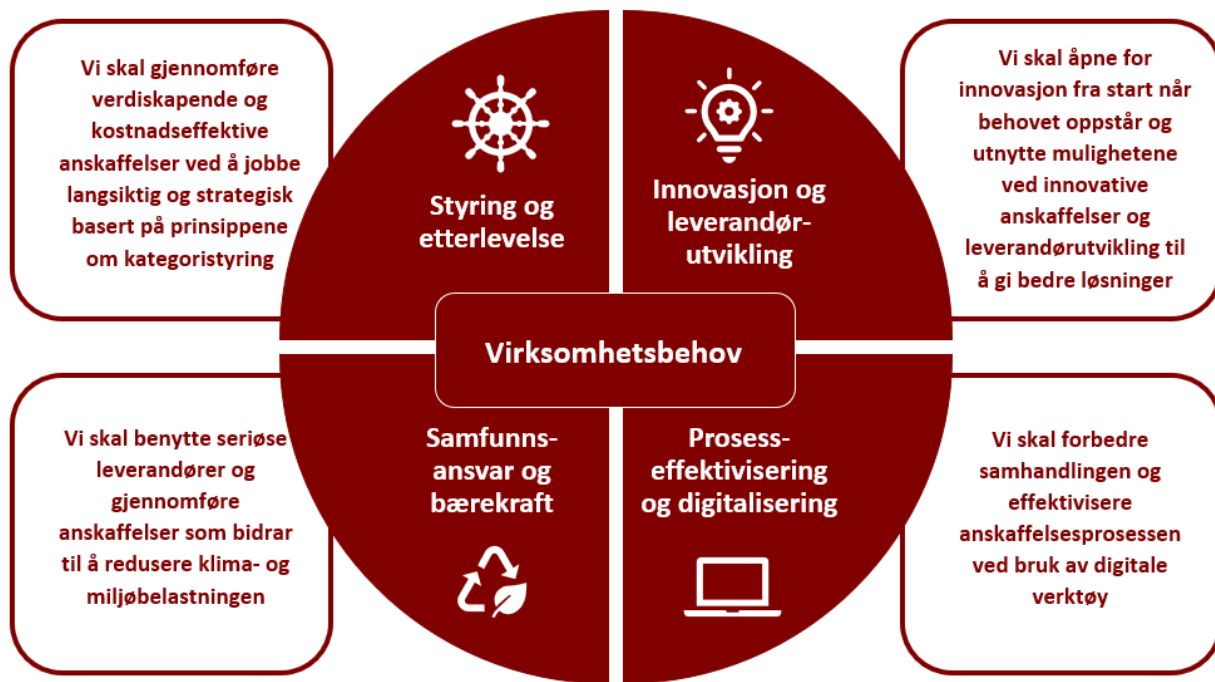 Vi skal gjennomføre
verdiskapende og
kostnadseffektive
anskaffelser ved å jobbe
langsiktig og strategisk
basert på prinsippene
om kategoristyring
Styring og
etterlevelse
Innovasjon og
leverandør-
utvikling
Vi skal åpne for
innovasjon fra start når
behovet oppstår og
utnytte mulighetene
ved innovative
anskaffelser og
leverandørutvikling til
å gi bedre løsninger
Virksomhetsbehov
Vi skal benytte seriøse
leverandører og
gjennomføre
anskaffelser som bidrar
til å redusere klima- og
miljøbelastningen
Samfunns-
ansvar og
bærekraft
Prosess-
effektivisering
og digitalisering
Vi skal forbedre
samhandlingen og
effektivisere
anskaffelsesprosessen
ved bruk av digitale
verktøy